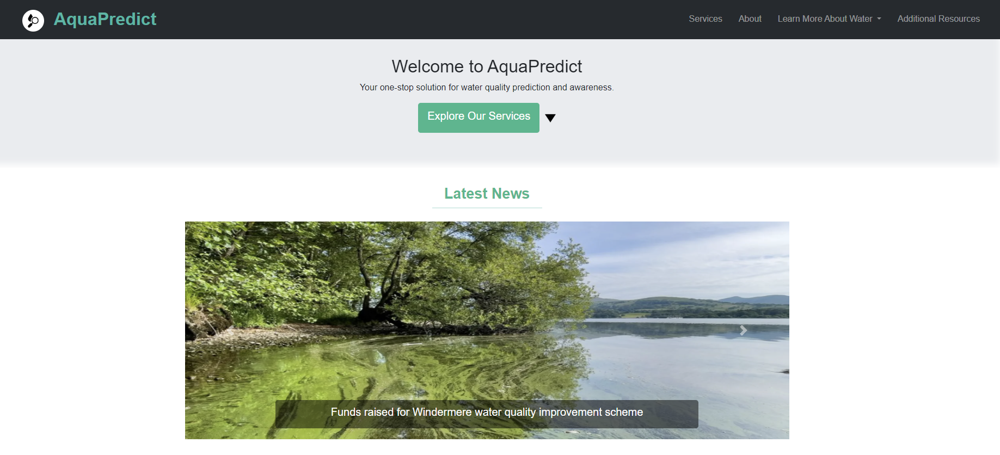 AquaPredict
Services About Learn More About Water Additional Resources
Welcome to AquaPredict
Your one-stop solution for water quality prediction and awareness.
Explore Our Services
Latest News
Funds raised for Windermere water quality improvement scheme